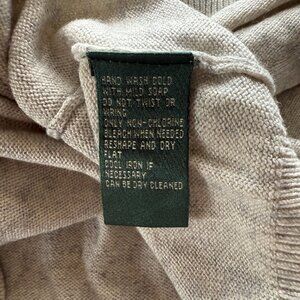 HAND WASH COLD
WITH MILD SOAP
DO NOT TWIST OR
WRING
ONLY NON-CHLORINE
BLEACH WHEN NEEDED
RESHAPE AND DRY
FLAT
COOL IRON IF
NECESSARY
CAN BE DRY CLEANED